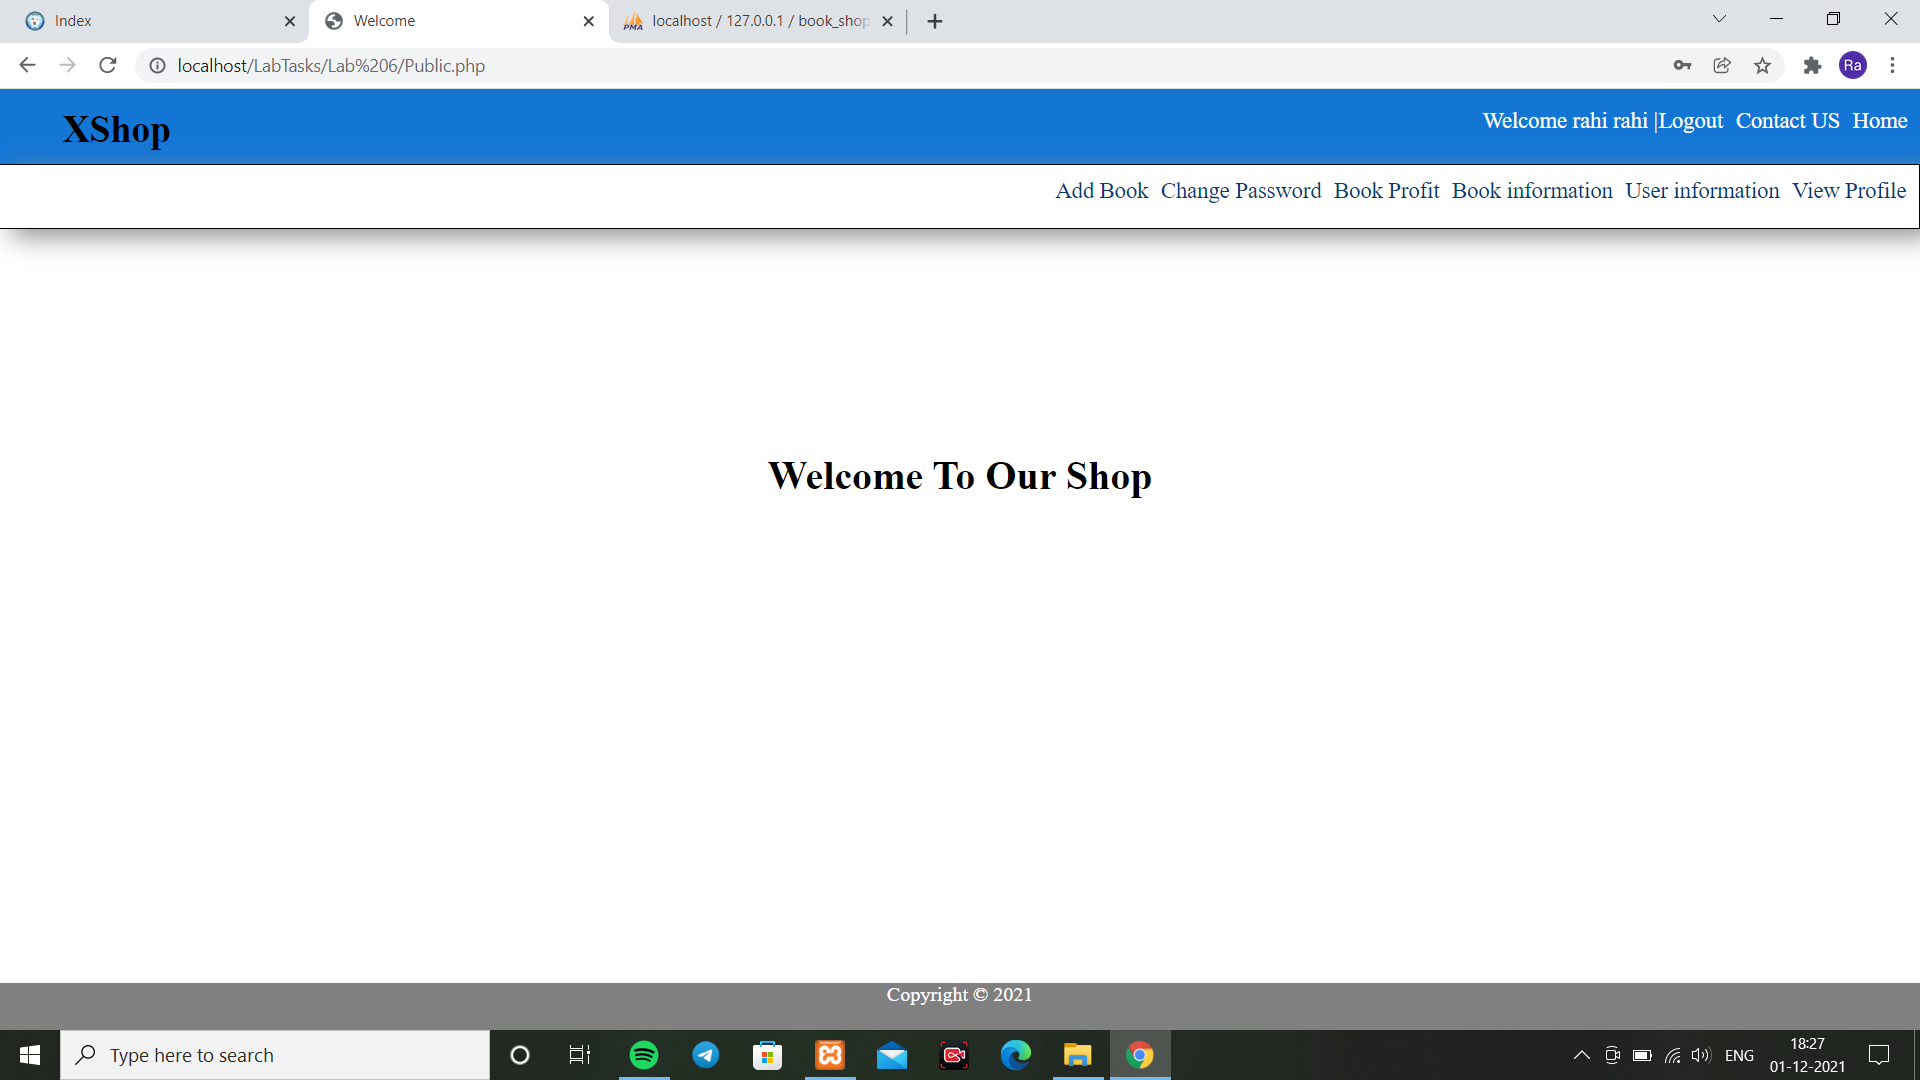 Index
Welcome
localhost / 127.0.0.1 / book_shop
localhost/LabTasks/Lab%206/Public.php
Ra
XShop
Welcome rahi rahi |Logout Contact US Home
Add Book Change Password Book Profit Book information User information View Profile
Welcome To Our Shop
Copyright © 2021
Type here to search
ENG
18:27
01-12-2021